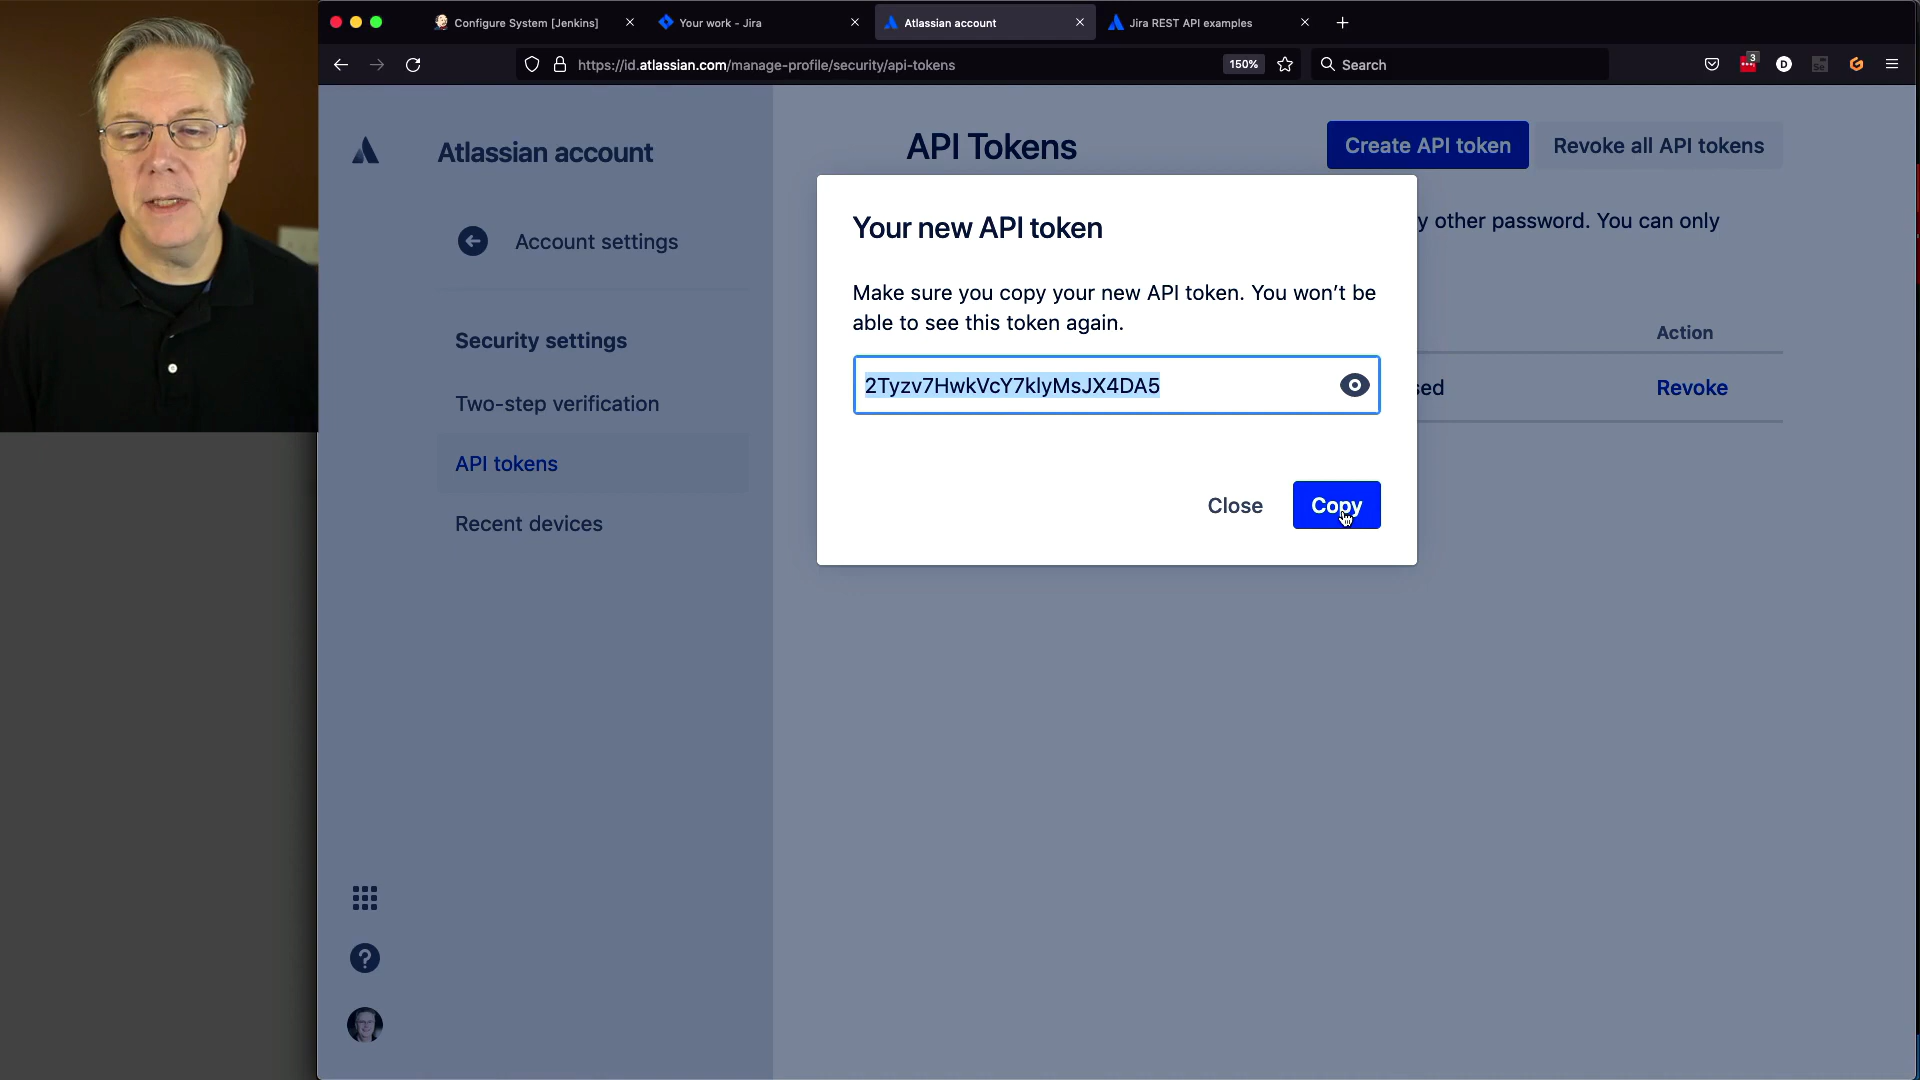 Configure System [Jenkins]
Your work - Jira
Atlassian account
Jira REST API examples
https://id.atlassian.com/manage-profile/security/api-tokens
150%
Search
3
D
Atlassian account
API Tokens
Create API token
Revoke all API tokens
Account settings
Your new API token
y other password. You can only
Make sure you copy your new API token. You won’t be
able to see this token again.
Security settings
Action
2Tyzv7HwkVcY7klyMsJX4DA5
sed
Revoke
Two-step verification
API tokens
Close
Copy
Recent devices